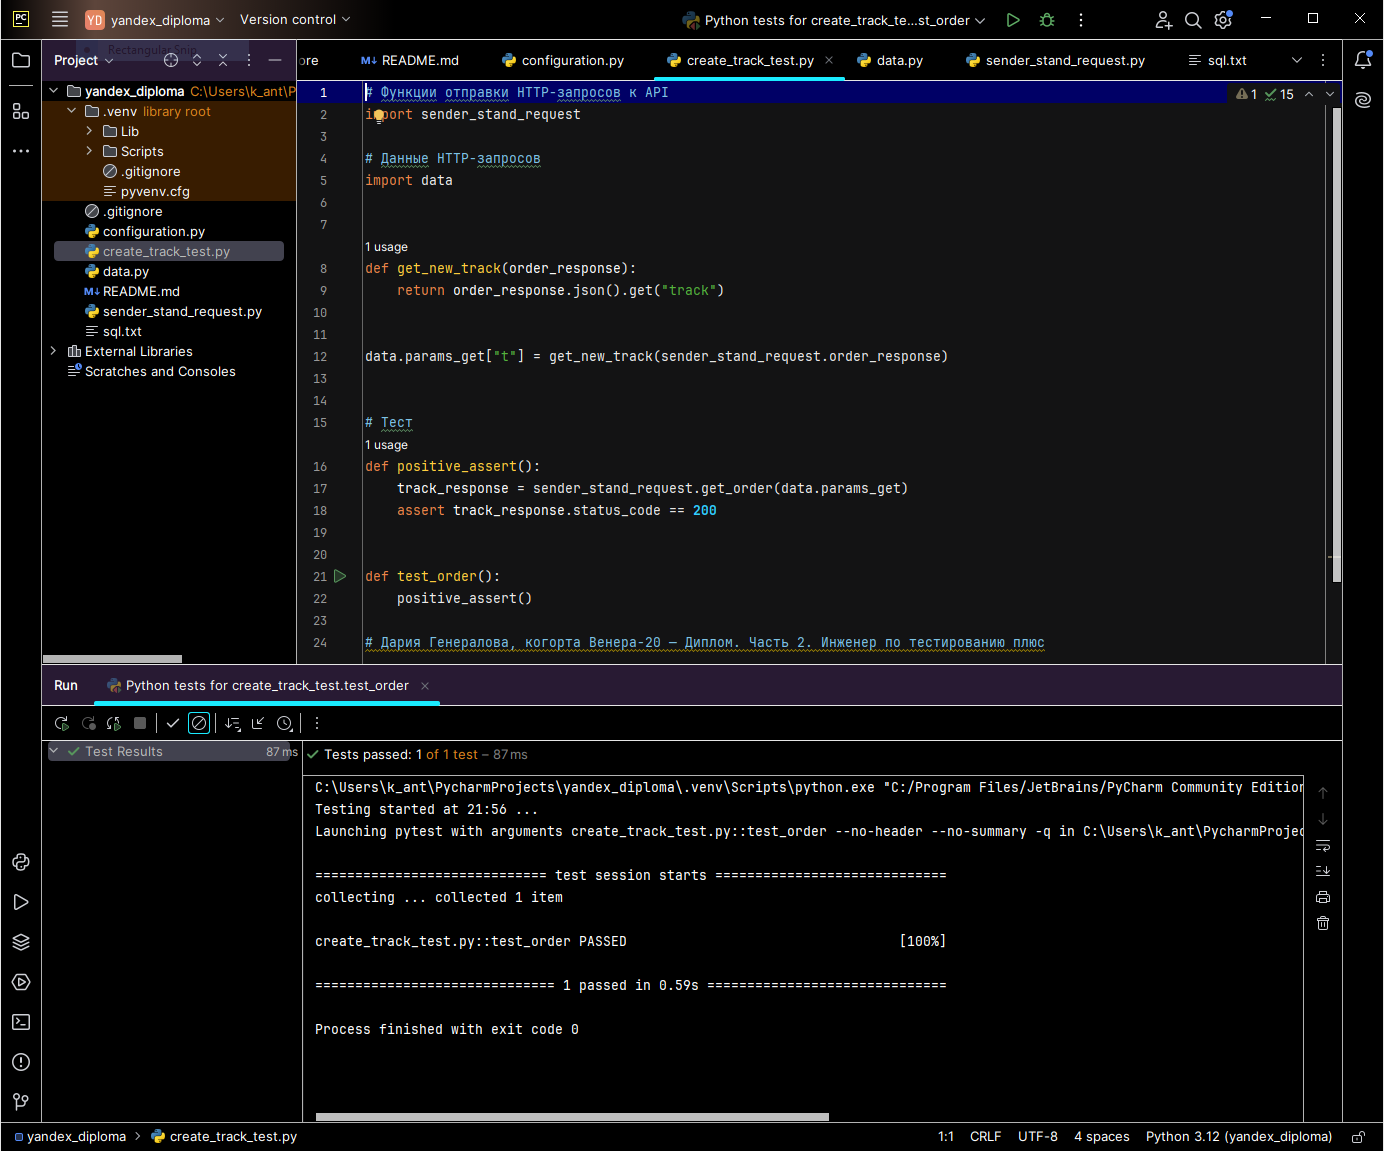 PC
YD
yandex_diploma
Version control
Python tests for create_track_te...st_order
Rectangular Snip
Project
ore
README.md
configuration.py
create_track_test.py
data.py
sender_stand_request.py
sql.txt
yandex_diploma C:\Users\k_ant\P
.venv library root
Lib
Scripts
.gitignore
pyvenv.cfg
.gitignore
configuration.py
create_track_test.py
data.py
README.md
sender_stand_request.py
sql.txt
External Libraries
Scratches and Consoles
1 15
1 # Функции отправки HTTP-запросов к API
2 import sender_stand_request
3
4 # Данные HTTP-запросов
5 import data
6
7
1 usage
8 def get_new_track(order_response):
9 return order_response.json().get("track")
10
11
12 data.params_get["t"] = get_new_track(sender_stand_request.order_response)
13
14
15 # Тест
1 usage
16 def positive_assert():
17 track_response = sender_stand_request.get_order(data.params_get)
18 assert track_response.status_code == 200
19
20
21 def test_order():
22 positive_assert()
23
24 # Дария Генералова, когорта Венера-20 — Диплом. Часть 2. Инженер по тестированию плюс
Run
Python tests for create_track_test.test_order
Test Results 87 ms
Tests passed: 1 of 1 test – 87 ms
C:\Users\k_ant\PycharmProjects\yandex_diploma\.venv\Scripts\python.exe "C:/Program Files/JetBrains/PyCharm Community Edition
Testing started at 21:56 ...
Launching pytest with arguments create_track_test.py::test_order --no-header --no-summary -q in C:\Users\k_ant\PycharmProjec
============================= test session starts =============================
collecting ... collected 1 item
create_track_test.py::test_order PASSED [100%]
============================== 1 passed in 0.59s ==============================
Process finished with exit code 0
yandex_diploma > create_track_test.py
1:1 CRLF UTF-8 4 spaces Python 3.12 (yandex_diploma)